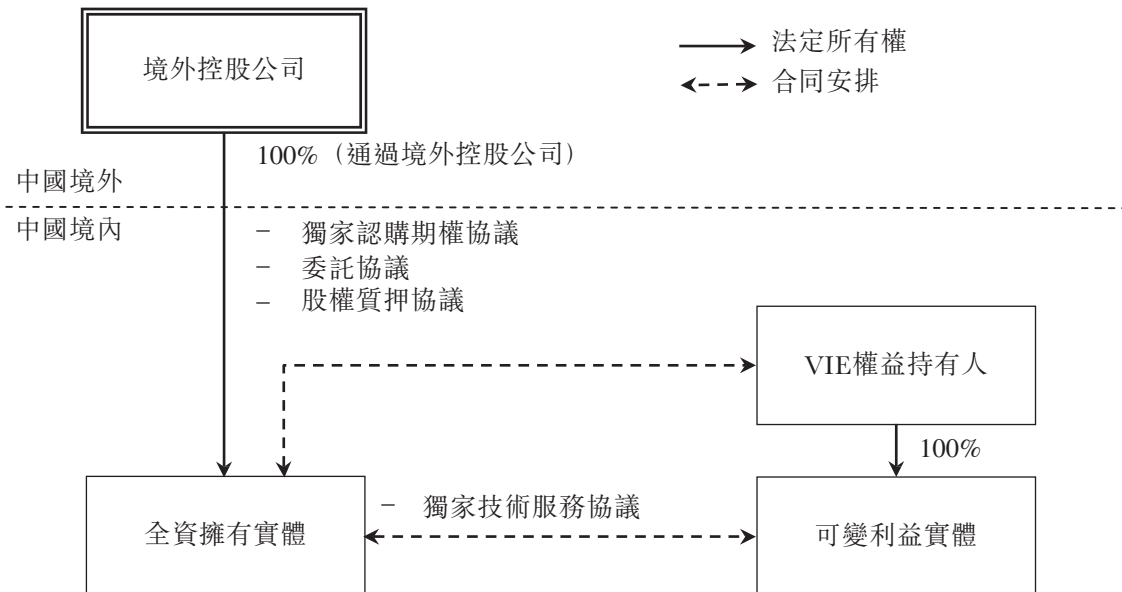 境外控股公司
法定所有權
合同安排
100%（通過境外控股公司）
中國境外
中國境內
– 獨家認購期權協議
– 委託協議
– 股權質押協議
VIE權益持有人
100%
全資擁有實體
– 獨家技術服務協議
可變利益實體